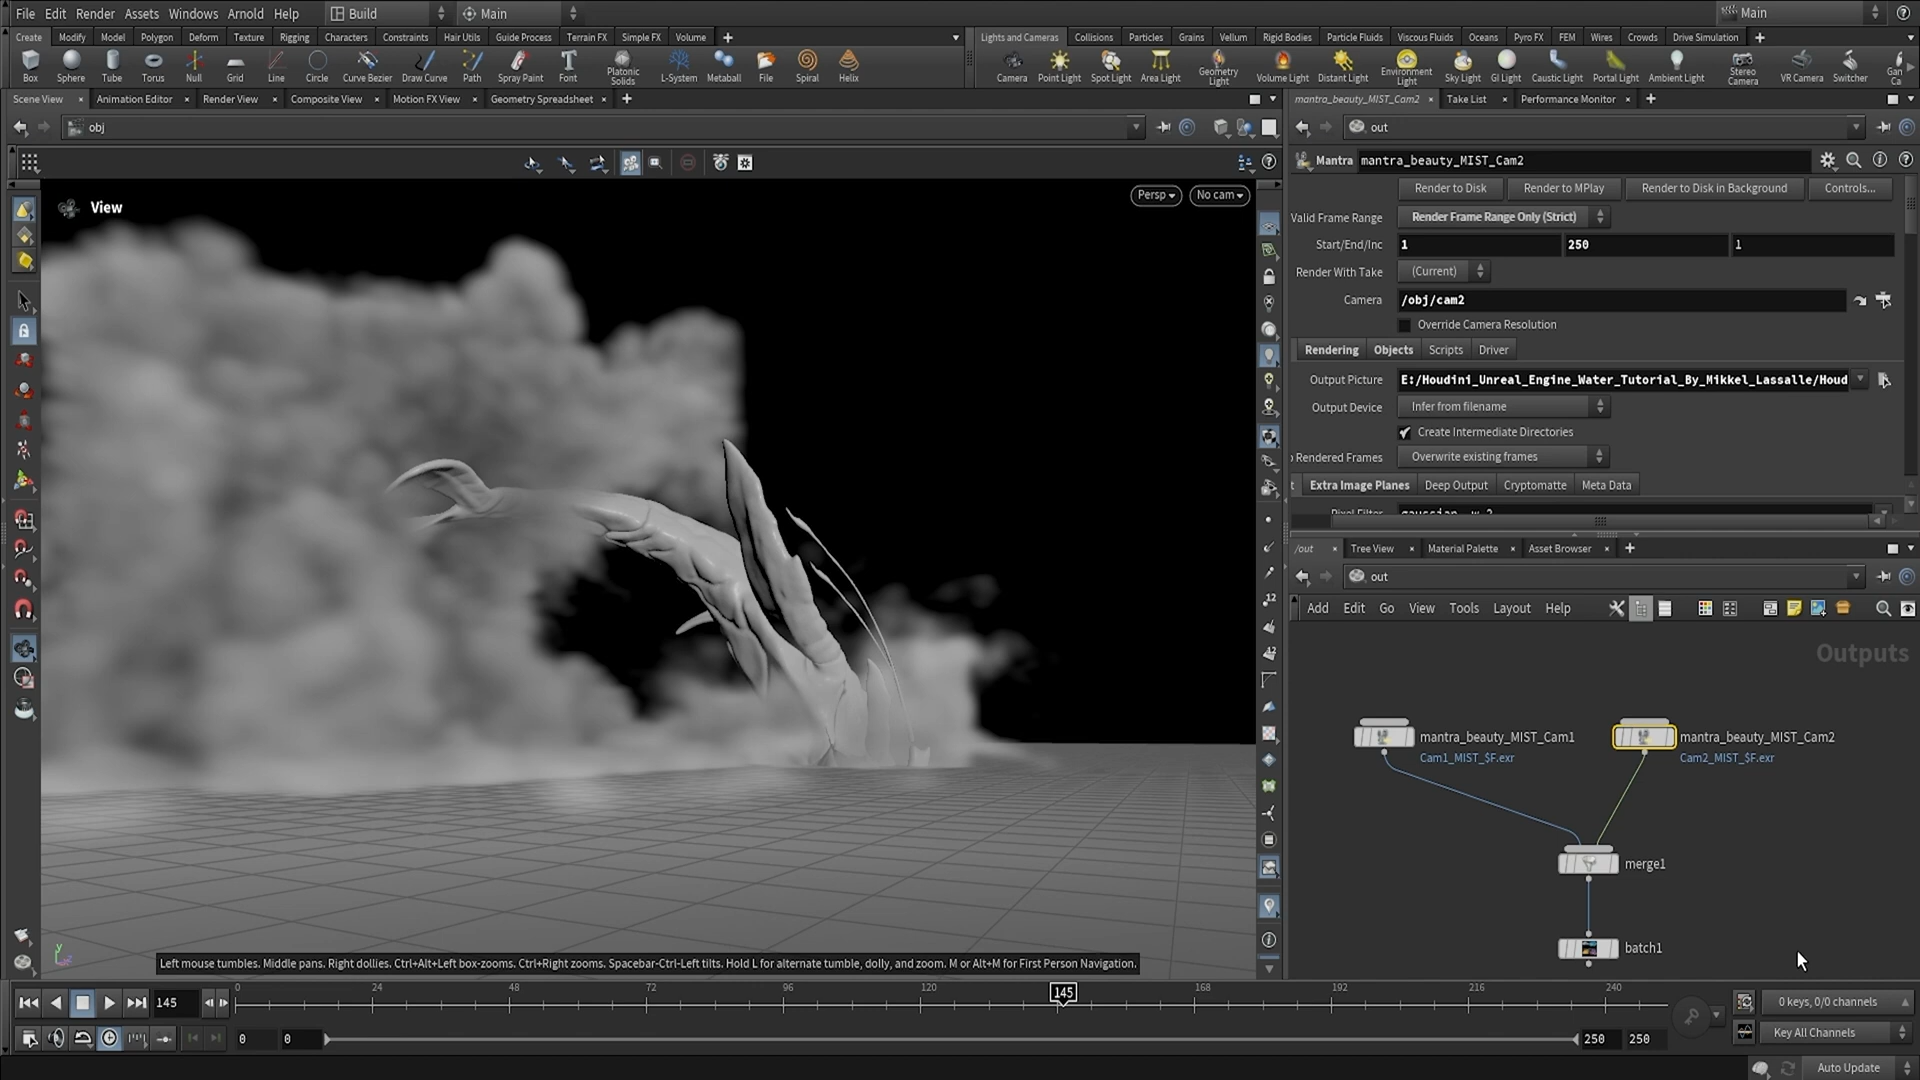 File Edit Render Assets Windows Arnold Help Build Main Main
Create Modify Model Polygon Deform Texture Rigging Characters Constraints Hair Utils Guide Process Terrain FX Simple FX Volume
Lights and Cameras Collisions Particles Grains Vellum Rigid Bodies Particle Fluids Viscous Fluids Oceans Pyro FX FEM Wires Crowds Drive Simulation
Box Sphere Tube Torus Null Grid Line Circle Curve Bezier Draw Curve Path Spray Paint Font Platonic Solids L-System Metaball File Spiral Helix
Camera Point Light Spot Light Area Light Geometry Light Volume Light Distant Light Environment Light Sky Light GI Light Caustic Light Portal Light Ambient Light Stereo Camera VR Camera Switcher Gan Ca
Scene View Animation Editor Render View Composite View Motion FX View Geometry Spreadsheet
mantra_beauty_MIST_Cam2 Take List Performance Monitor
obj
out
Mantra mantra_beauty_MIST_Cam2
View
Persp No cam
Render to Disk Render to MPlay Render to Disk in Background Controls...
Valid Frame Range Render Frame Range Only (Strict)
Start/End/Inc 1 250 1
Render With Take (Current)
Camera /obj/cam2
Override Camera Resolution
Rendering Objects Scripts Driver
Output Picture E:/Houdini_Unreal_Engine_Water_Tutorial_By_Mikkel_Lassalle/Houd
Output Device Infer from filename
Create Intermediate Directories
Rendered Frames Overwrite existing frames
Extra Image Planes Deep Output Cryptomatte Meta Data
/out Tree View Material Palette Asset Browser
out
Add Edit Go View Tools Layout Help
Outputs
mantra_beauty_MIST_Cam1
Cam1_MIST_$F.exr
mantra_beauty_MIST_Cam2
Cam2_MIST_$F.exr
merge1
batch1
Left mouse tumbles. Middle pans. Right dollies. Ctrl+Alt+Left box-zooms. Ctrl+Right zooms. Spacebar-Ctrl-Left tilts. Hold L for alternate tumble, dolly, and zoom. M or Alt+M for First Person Navigation.
145 0 24 48 72 96 120 145 168 192 216 240
0 keys, 0/0 channels
0 0 250 250
Key All Channels
Auto Update